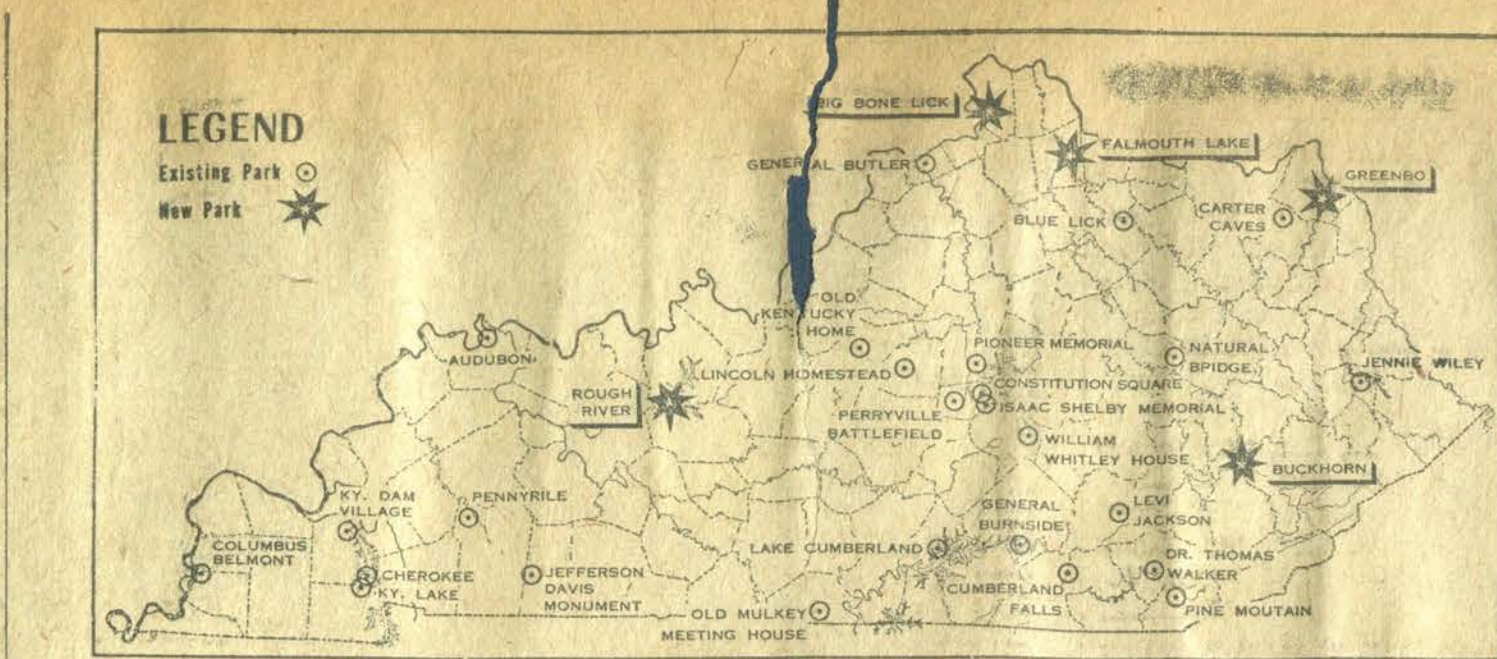 LEGEND
Existing Park
New Park
BIG BONE LICK
FALMOUTH LAKE
GENERAL BUTLER
GREENBO
BLUE LICK
CARTER
CAVES
OLD
KENTUCKY
HOME
AUDUBON
LINCOLN HOMESTEAD
PIONEER MEMORIAL
NATURAL
BRIDGE
JENNIE WILEY
ROUGH
RIVER
CONSTITUTION SQUARE
ISAAC SHELBY MEMORIAL
PERRYVILLE
BATTLEFIELD
WILLIAM
WHITLEY HOUSE
BUCKHORN
KY. DAM
VILLAGE
PENNYRILE
GENERAL
BURNSIDE
LEVI
JACKSON
COLUMBUS
BELMONT
LAKE CUMBERLAND
DR. THOMAS
WALKER
CHEROKEE
KY. LAKE
JEFFERSON
DAVIS
MONUMENT
CUMBERLAND
FALLS
PINE MOUTAIN
OLD MULKEY
MEETING HOUSE